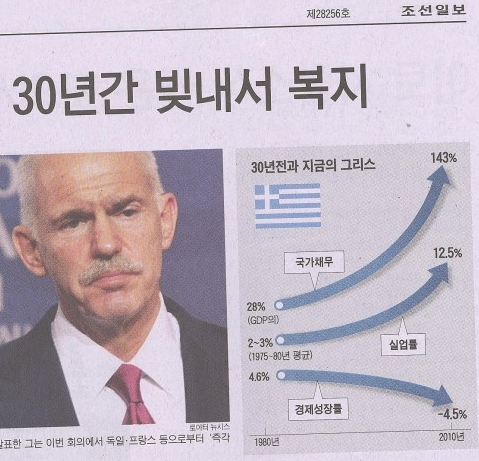 제28256호
조선일보
30년간 빚내서 복지
30년전과 지금의 그리스
143%
국가채무
12.5%
28%
(GDP의)
2~3%
(1975~80년 평균)
실업률
4.6%
경제성장률
-4.5%
1980년
2010년
로이터 뉴시스
발표한 그는 이번 회의에서 독일·프랑스 등으로부터 '즉각